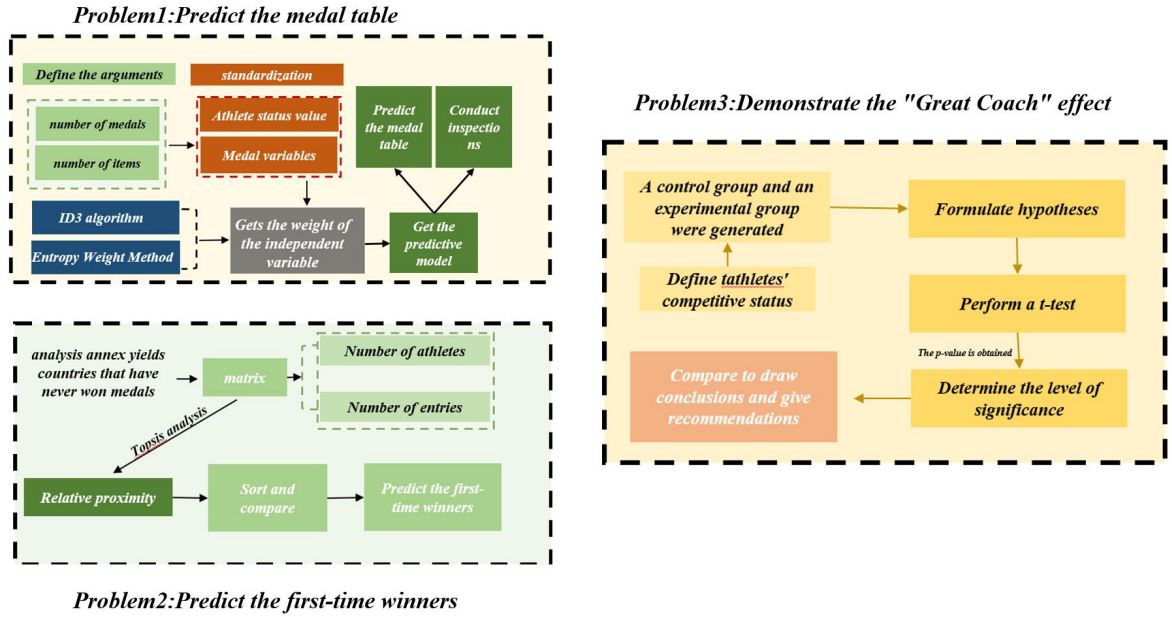 Problem1:Predict the medal table
Define the arguments
standardization
number of medals
number of items
Athlete status value
Medal variables
Predict
the medal
table
Conduct
inspectio
ns
ID3 algorithm
Entropy Weight Method
Gets the weight of
the independent
variable
Get the
predictive
model
analysis annex yields
countries that have
never won medals
matrix
Number of athletes
Number of entries
Topsis analysis
Relative proximity
Sort and
compare
Predict the first-
time winners
Problem2:Predict the first-time winners
Problem3:Demonstrate the "Great Coach" effect
A control group and an
experimental group
were generated
Formulate hypotheses
Define tathletes'
competitive status
Perform a t-test
The p-value is obtained
Compare to draw
conclusions and give
recommendations
Determine the level of
significance